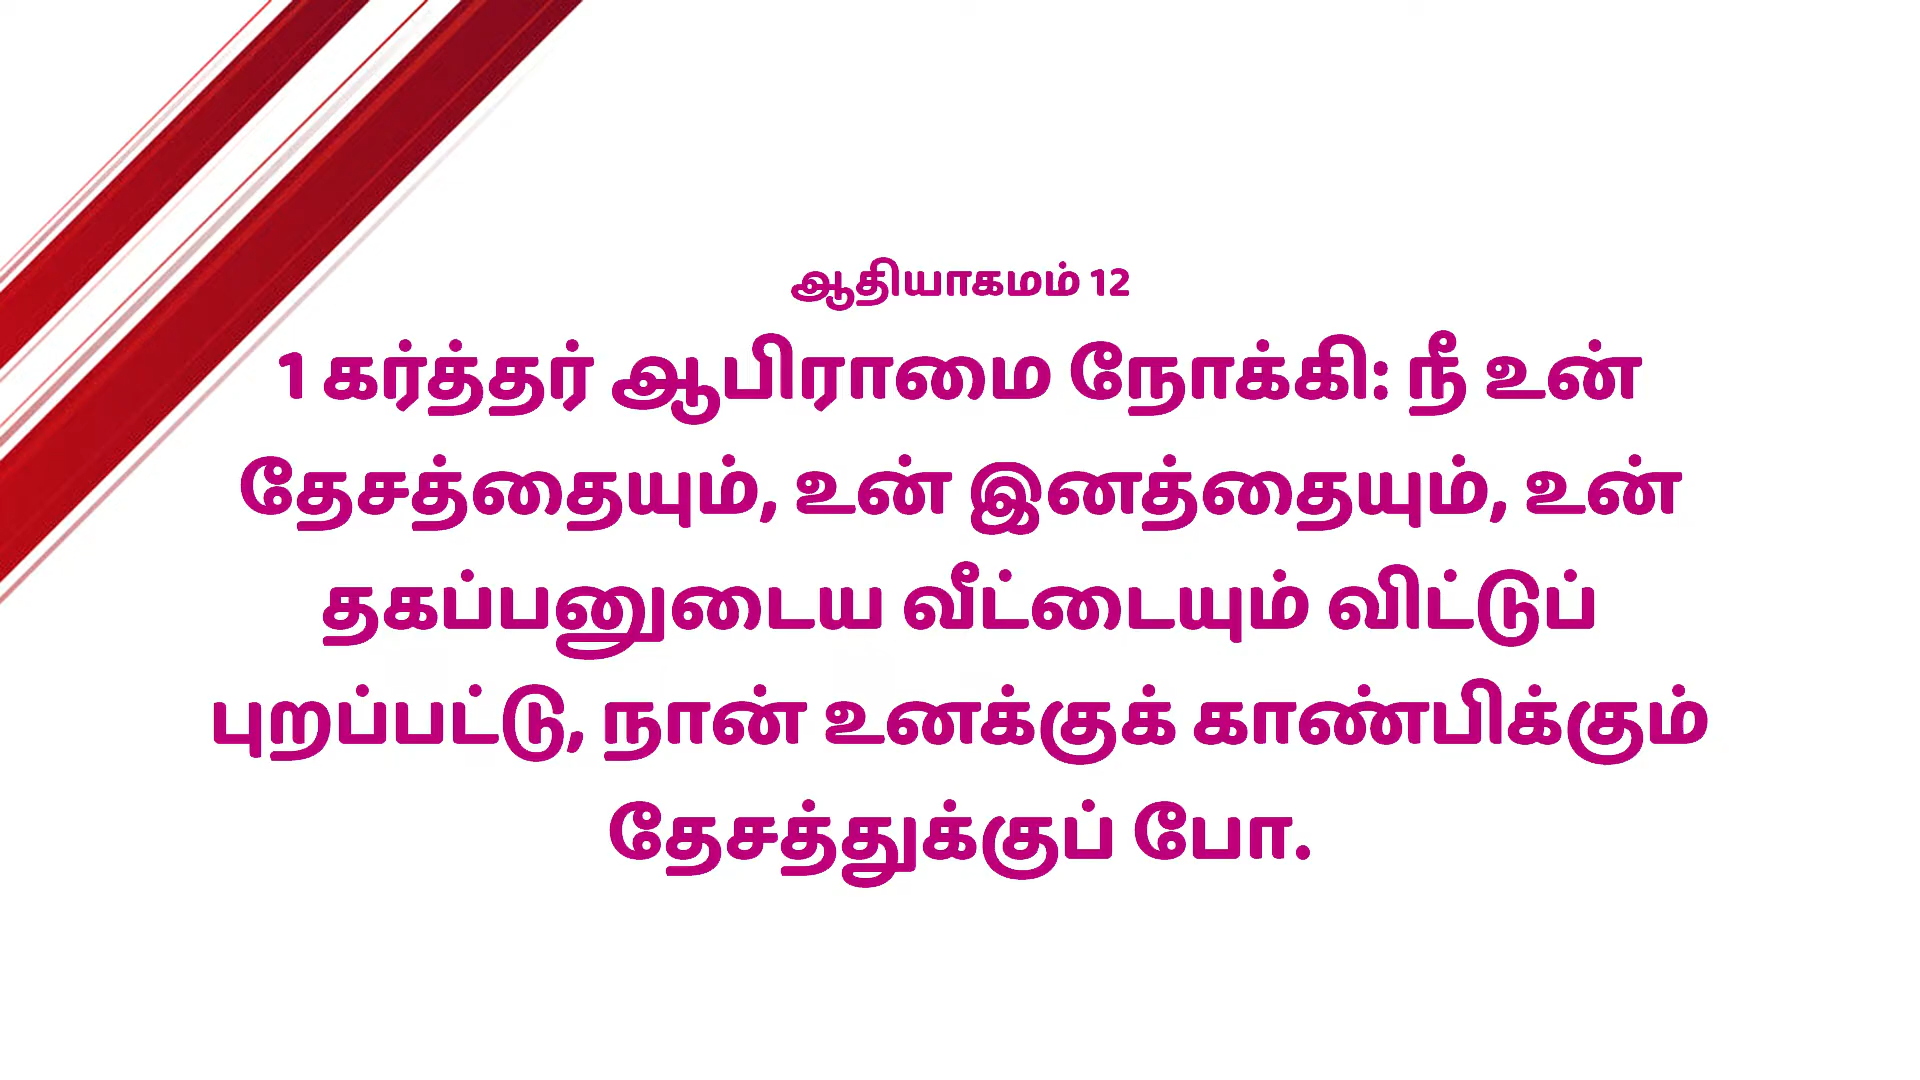 ஆதியாகமம் 12
1 கர்த்தர் ஆபிராமை நோக்கி: நீ உன்
தேசத்தையும், உன் இனத்தையும், உன்
தகப்பனுடைய வீட்டையும் விட்டுப்
புறப்பட்டு, நான் உனக்குக் காண்பிக்கும்
தேசத்துக்குப் போ.